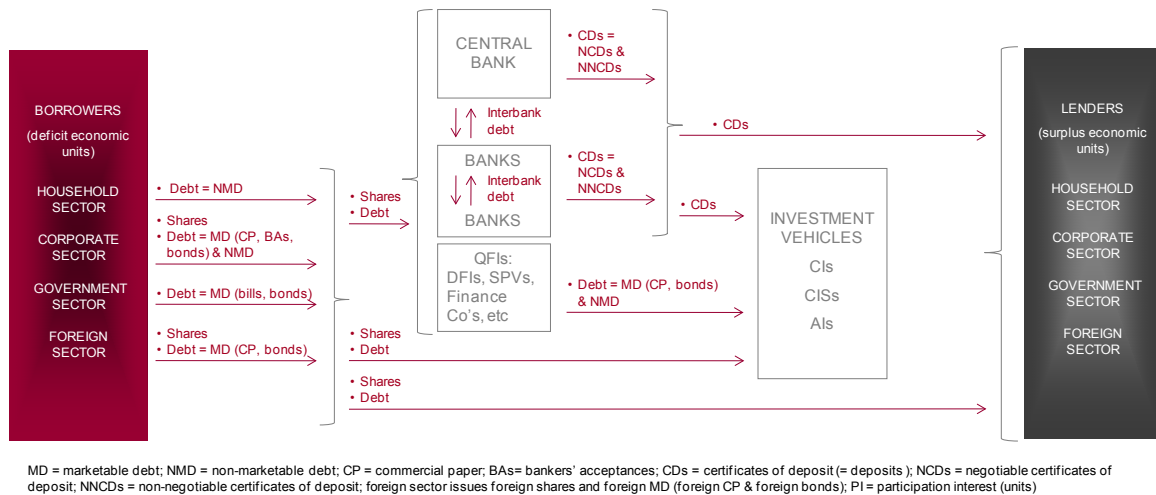 BORROWERS
(deficit economic
units)
HOUSEHOLD
SECTOR
CORPORATE
SECTOR
GOVERNMENT
SECTOR
FOREIGN
SECTOR
• Debt = NMD
• Shares
• Debt = MD (CP, BAs,
bonds) & NMD
• Debt = MD (bills, bonds)
• Shares
• Debt = MD (CP, bonds)
• Shares
• Debt
CENTRAL
BANK
Interbank
debt
BANKS
Interbank
debt
BANKS
QFIs:
DFIs, SPVs,
Finance
Co's, etc
• CDs =
NCDs &
NNCDs
• CDs =
NCDs &
NNCDs
• CDs
• CDs
• Debt = MD (CP, bonds)
& NMD
• Shares
• Debt
• Shares
• Debt
INVESTMENT
VEHICLES
CIs
CISs
AIs
LENDERS
(surplus economic
units)
HOUSEHOLD
SECTOR
CORPORATE
SECTOR
GOVERNMENT
SECTOR
FOREIGN
SECTOR
MD = marketable debt; NMD = non-marketable debt; CP = commercial paper; BAs= bankers' acceptances; CDs = certificates of deposit (= deposits ); NCDs = negotiable certificates of
deposit; NNCDs = non-negotiable certificates of deposit; foreign sector issues foreign shares and foreign MD (foreign CP & foreign bonds); PI = participation interest (units)